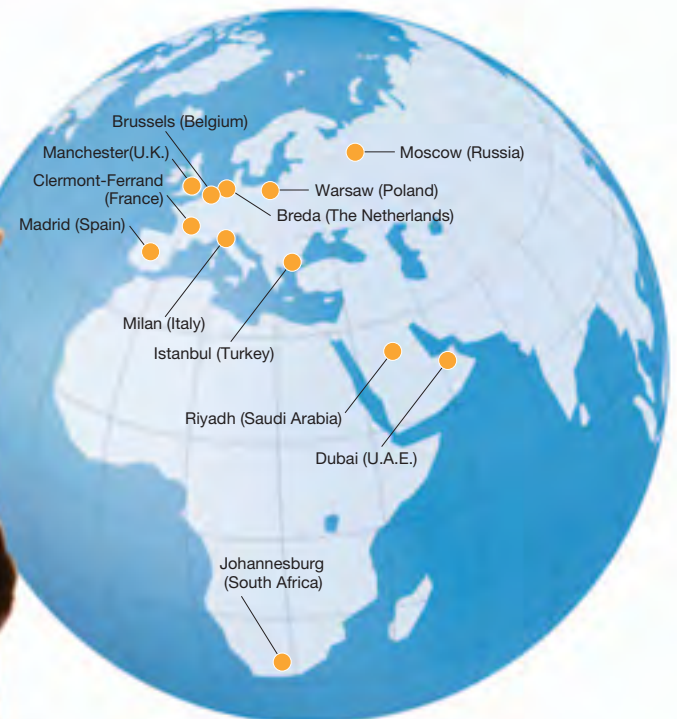 Brussels (Belgium)
Manchester(U.K.)
Moscow (Russia)
Clermont-Ferrand
(France)
Warsaw (Poland)
Breda (The Netherlands)
Madrid (Spain)
Milan (Italy)
Istanbul (Turkey)
Riyadh (Saudi Arabia)
Dubai (U.A.E.)
Johannesburg
(South Africa)